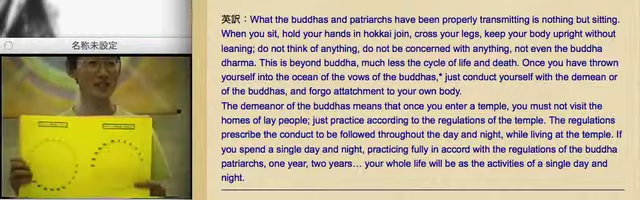 名称未設定
英訳：What the buddhas and patriarchs have been properly transmitting is nothing but sitting.
When you sit, hold your hands in hokkai join, cross your legs, keep your body upright without
leaning; do not think of anything, do not be concerned with anything, not even the buddha
dharma. This is beyond buddha, much less the cycle of life and death. Once you have thrown
yourself into the ocean of the vows of the buddhas,* just conduct yourself with the demean or
of the buddhas, and forgo attatchment to your own body.
The demeanor of the buddhas means that once you enter a temple, you must not visit the
homes of lay people; just practice according to the regulations of the temple. The regulations
prescribe the conduct to be followed throughout the day and night, while living at the temple. If
you spend a single day and night, practicing fully in accord with the regulations of the buddha
patriarchs, one year, two years… your whole life will be as the activities of a single day and
night.